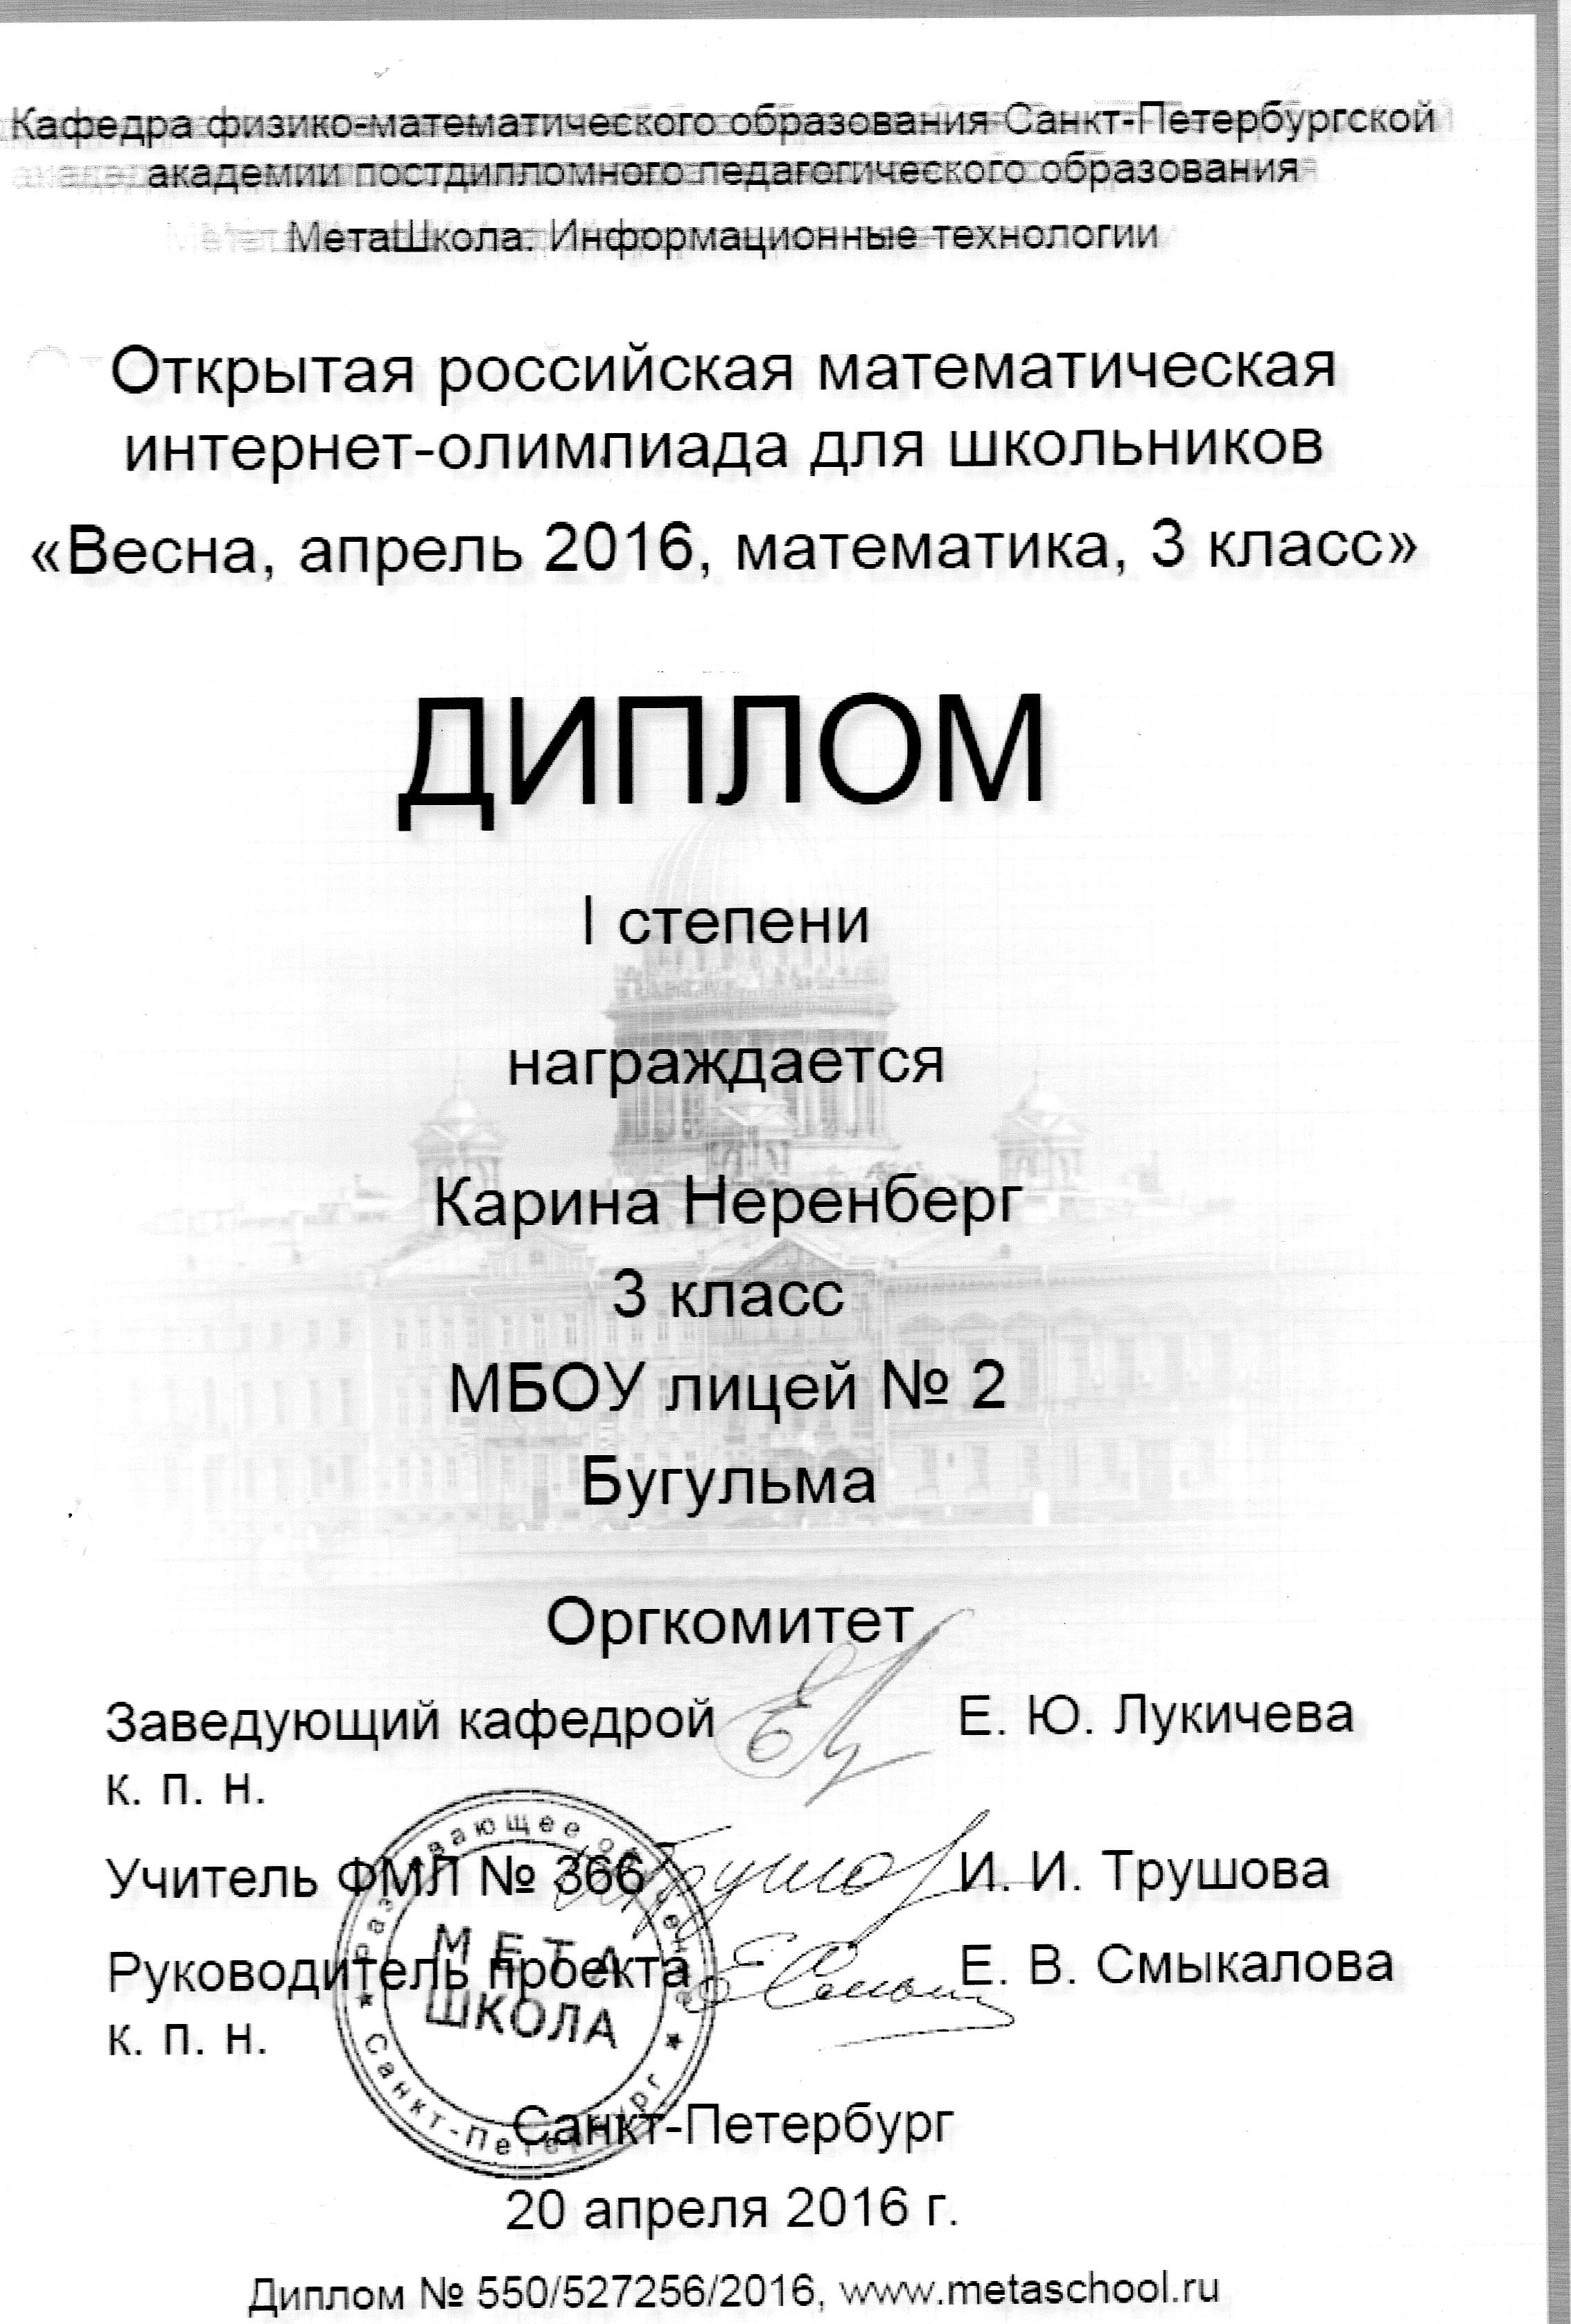 Кафедра физико-математического образования Санкт-Петербургской
академии постдипломного педагогического образования
МетаШкола. Информационные технологии
Открытая российская математическая
интернет-олимпиада для школьников
«Весна, апрель 2016, математика, 3 класс»
ДИПЛОМ
I степени
награждается
Карина Неренберг
3 класс
МБОУ лицей № 2
Бугульма
Оргкомитет
Заведующий кафедрой Е. Ю. Лукичева
к. п. н.
Учитель ФМЛ № 366 И. И. Трушова
Руководитель проекта Е. В. Смыкалова
к. п. н.
МЕТА
ШКОЛА
Санкт-Петербург
Санкт-Петербург
20 апреля 2016 г.
Диплом № 550/527256/2016, www.metaschool.ru